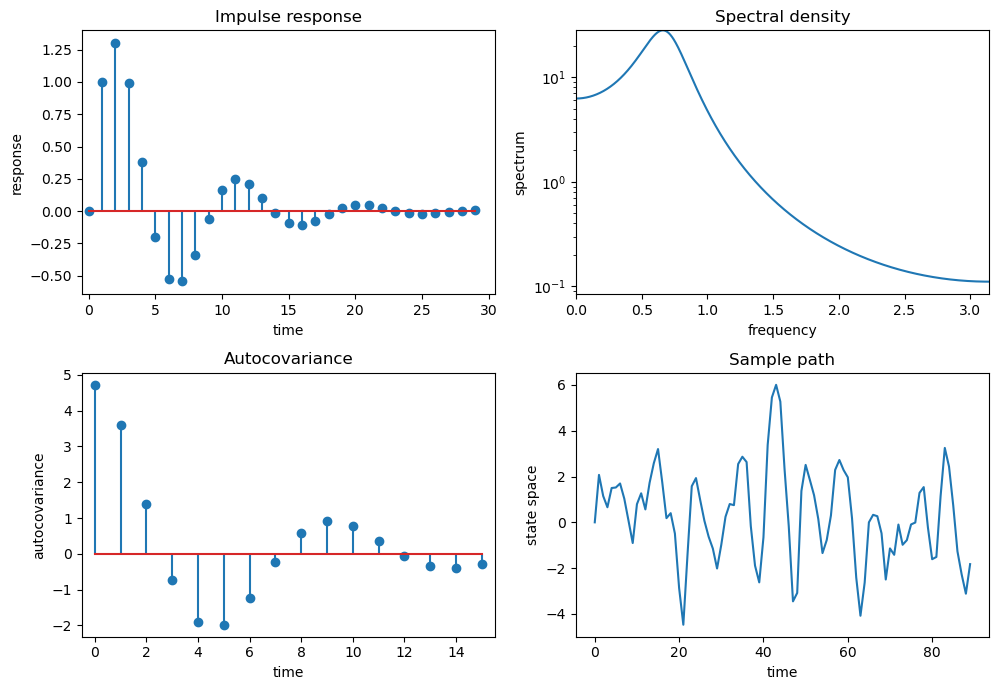 Impulse response
response
1.25
1.00
0.75
0.50
0.25
0.00
−0.25
−0.50
0 5 10 15 20 25 30
time
Spectral density
spectrum
10¹
10⁰
10⁻¹
0.0 0.5 1.0 1.5 2.0 2.5 3.0
frequency
Autocovariance
autocovariance
5
4
3
2
1
0
−1
−2
0 2 4 6 8 10 12 14
time
Sample path
state space
6
4
2
0
−2
−4
0 20 40 60 80
time